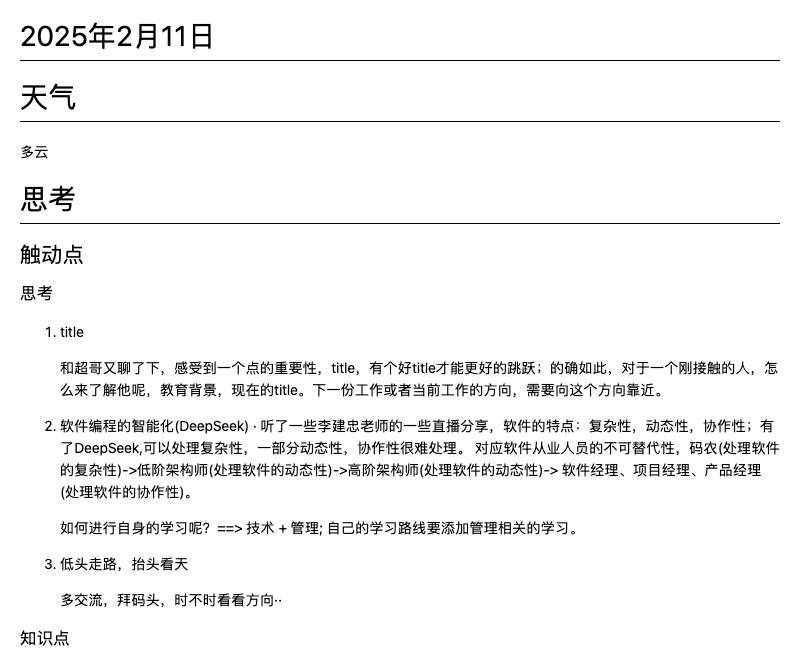 2025年2月11日
天气
多云
思考
触动点
思考
1. title
和超哥又聊了下，感受到一个点的重要性，title，有个好title才能更好的跳跃；的确如此，对于一个刚接触的人，怎
么来了解他呢，教育背景，现在的title。下一份工作或者当前工作的方向，需要向这个方向靠近。
2. 软件编程的智能化(DeepSeek) · 听了一些李建忠老师的一些直播分享，软件的特点：复杂性，动态性，协作性；有
了DeepSeek,可以处理复杂性，一部分动态性，协作性很难处理。 对应软件从业人员的不可替代性，码农(处理软件
的复杂性)->低阶架构师(处理软件的动态性)->高阶架构师(处理软件的动态性)-> 软件经理、项目经理、产品经理
(处理软件的协作性)。
如何进行自身的学习呢？==> 技术 + 管理; 自己的学习路线要添加管理相关的学习。
3. 低头走路，抬头看天
多交流，拜码头，时不时看看方向··
知识点